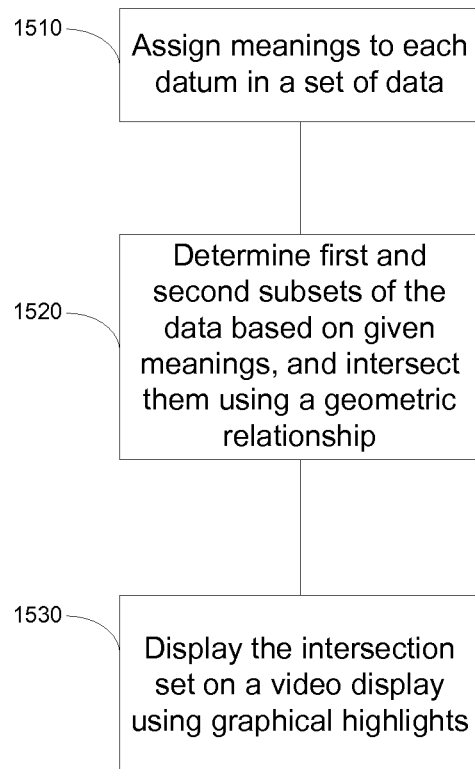 1510
Assign meanings to each
datum in a set of data
1520
Determine first and
second subsets of the
data based on given
meanings, and intersect
them using a geometric
relationship
1530
Display the intersection
set on a video display
using graphical highlights